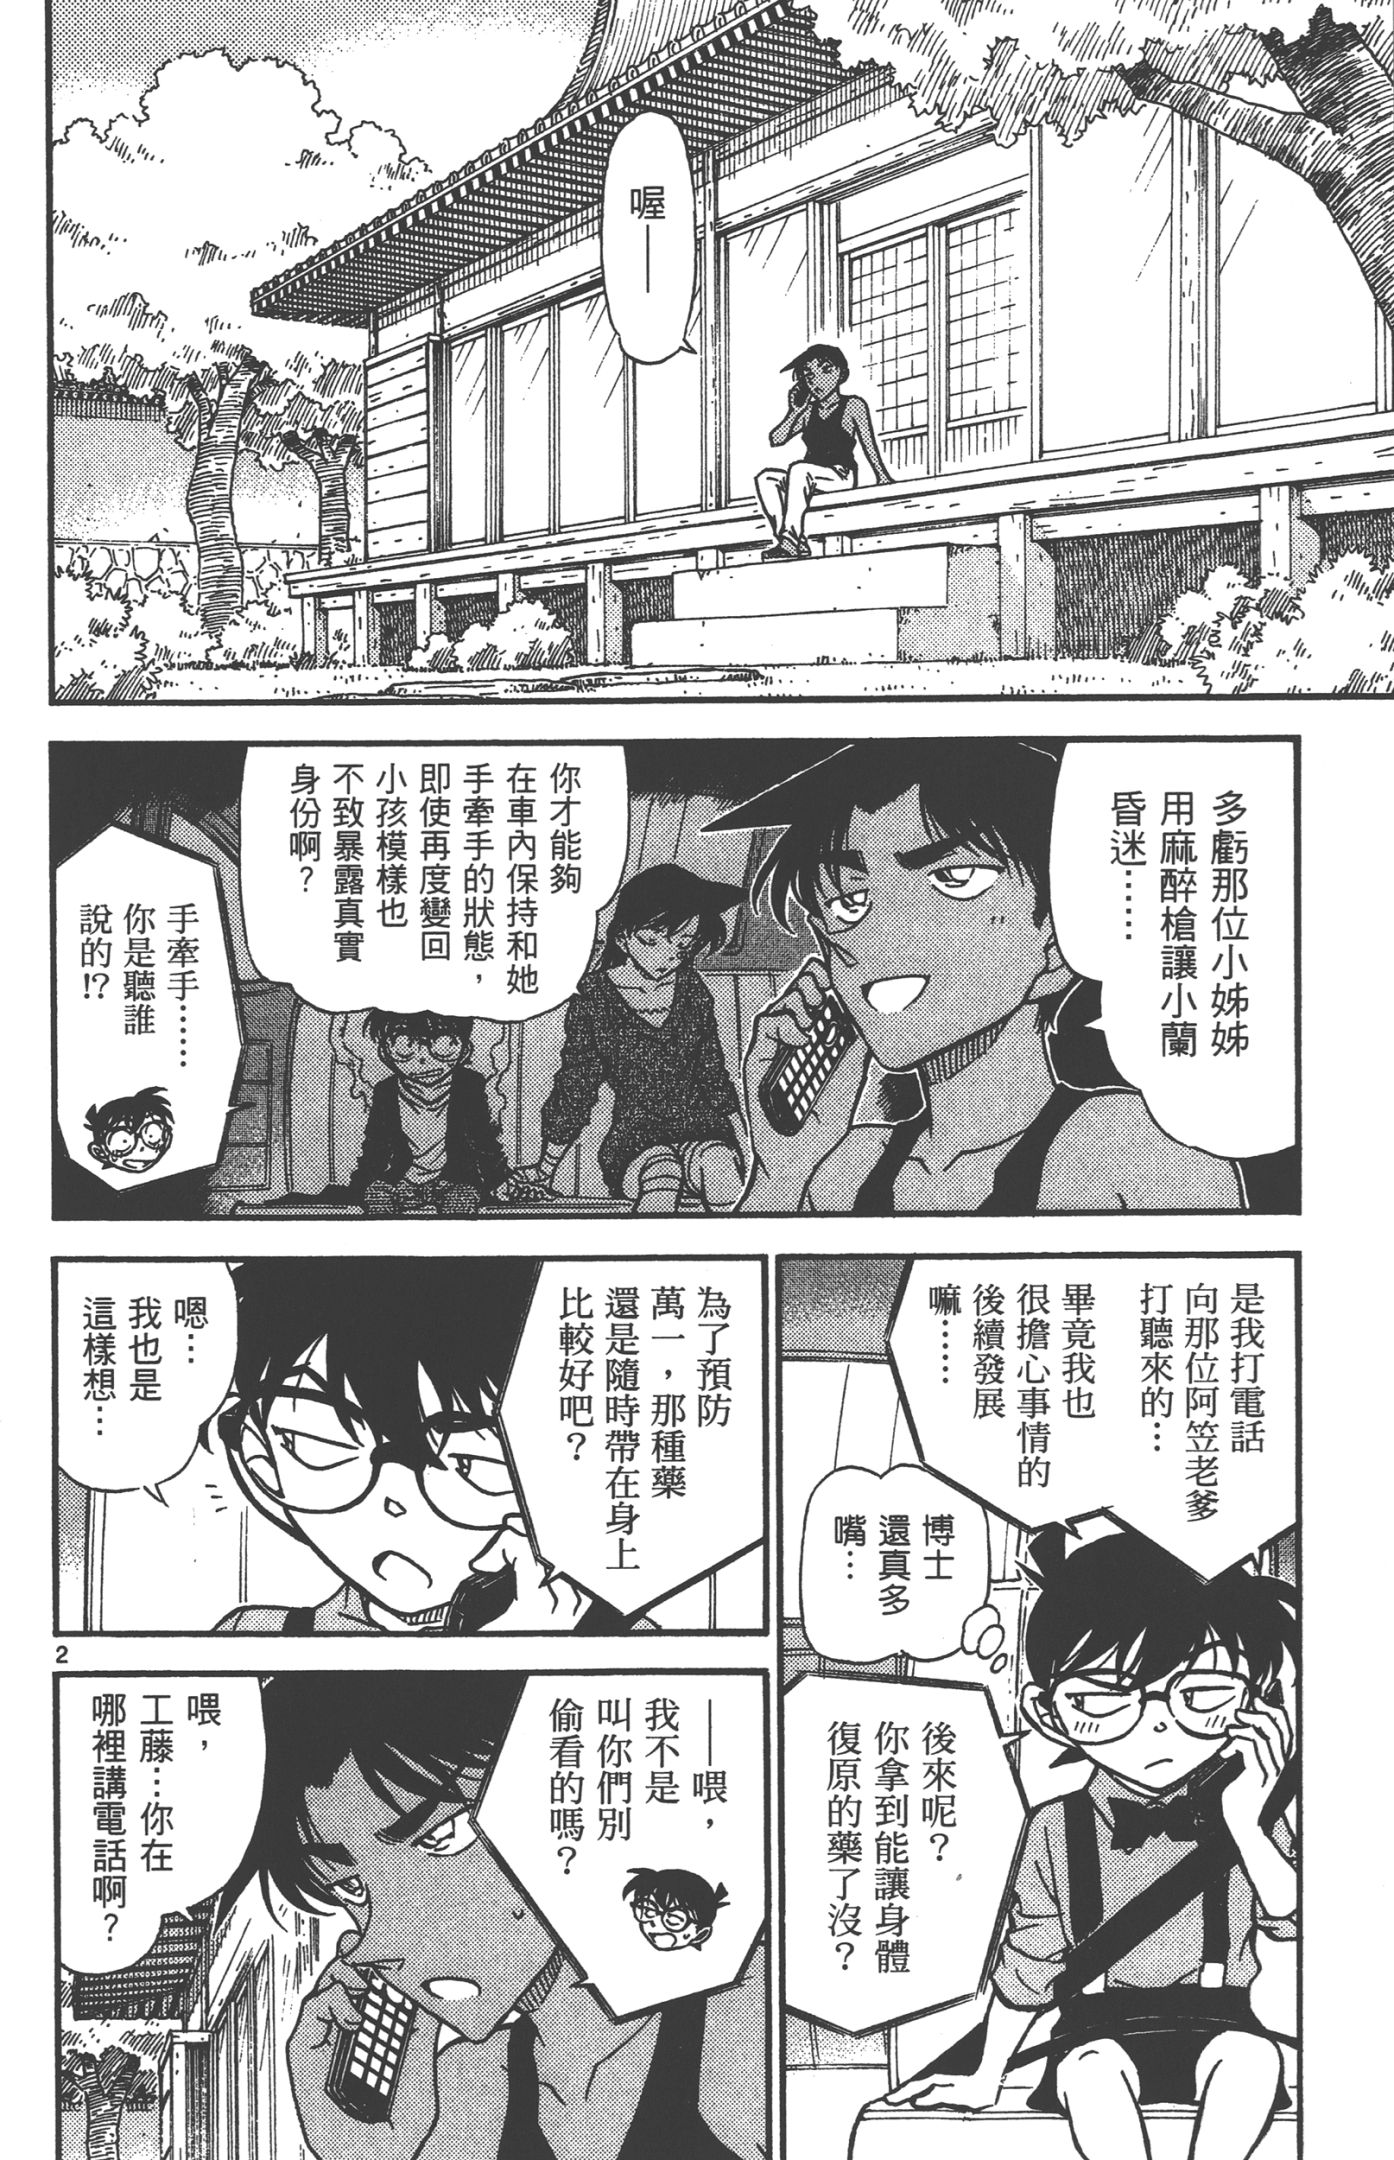 喔——
多虧那位小姊姊
用麻醉槍讓小蘭
昏迷……
你才能夠
在車內保持和她
手牽手的狀態，
即使再度變回
小孩模樣也
不致暴露真實
身份啊？
手牽手……
你是聽誰
說的!?
是我打電話
向那位阿笠老爹
打聽來的…
畢竟我也
很擔心事情的
後續發展
嘛……
博士
還真多
嘴…
後來呢？
你拿到能讓身體
復原的藥了沒？
為了預防
萬一，那種藥
還是隨時帶在身上
比較好吧？
嗯…
我也是
這樣想…
——喂，
我不是
叫你們別
偷看的嗎？
喂，
工藤…你在
哪裡講電話啊？
2